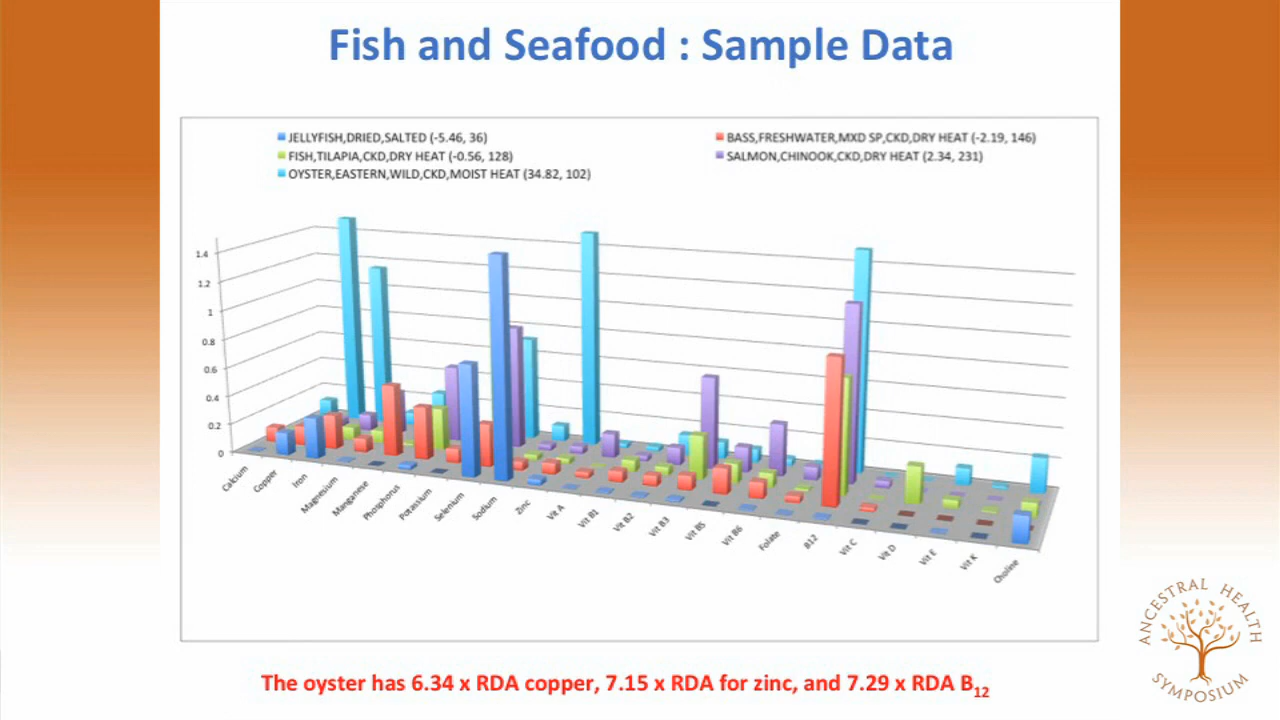 Fish and Seafood : Sample Data
JELLYFISH,DRIED,SALTED (-5.46, 36)
BASS,FRESHWATER,MXD SP,CKD,DRY HEAT (-2.19, 146)
FISH,TILAPIA,CKD,DRY HEAT (-0.56, 128)
SALMON,CHINOOK,CKD,DRY HEAT (2.34, 231)
OYSTER,EASTERN,WILD,CKD,MOIST HEAT (34.82, 102)
1.4
1.2
1
0.8
0.6
0.4
0.2
0
Calcium
Copper
Iron
Magnesium
Manganese
Phosphorus
Potassium
Selenium
Sodium
Zinc
Vit A
Vit B1
Vit B2
Vit B3
Vit B5
Vit B6
Folate
B12
Vit C
Vit D
Vit E
Vit K
Choline
The oyster has 6.34 x RDA copper, 7.15 x RDA for zinc, and 7.29 x RDA B12
ANCESTRAL HEALTH
SYMPOSIUM